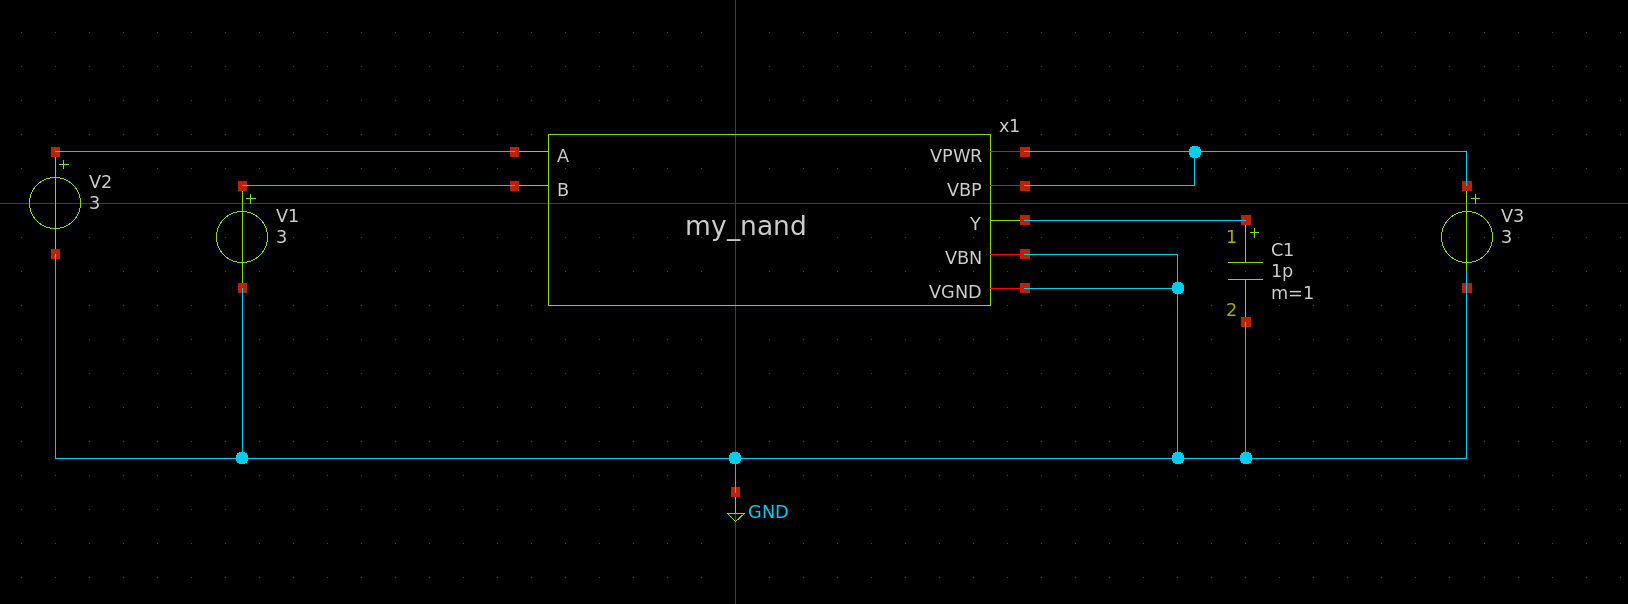 x1
A
VPWR
V2
3
B
VBP
V1
3
my_nand
Y
V3
3
1
C1
1p
m=1
VBN
VGND
2
GND